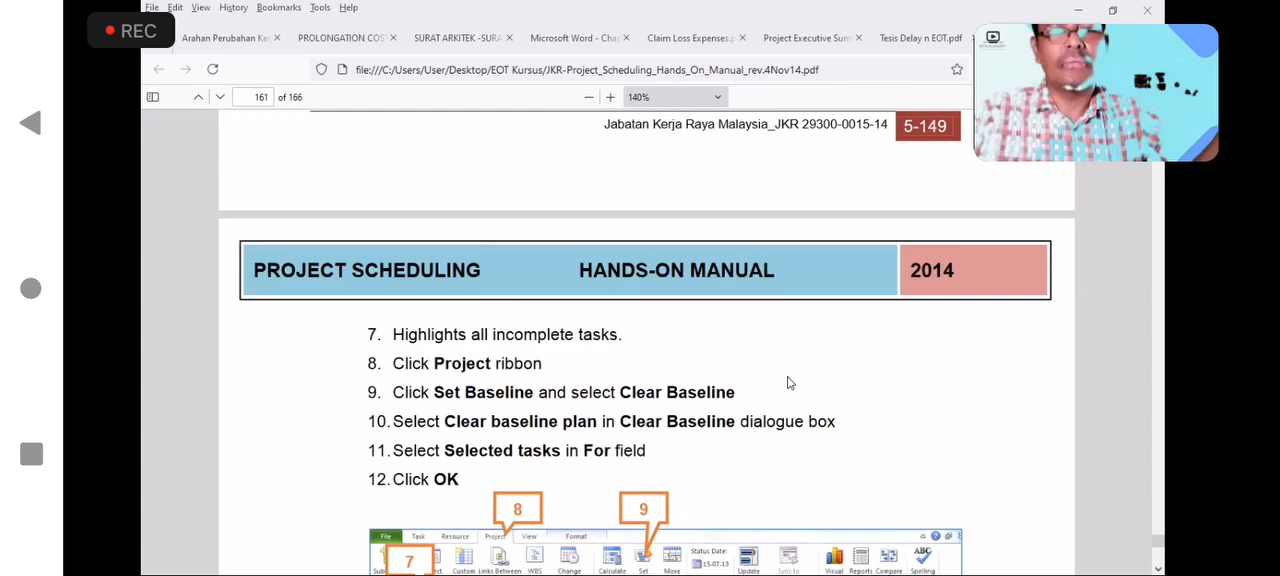 File Edit View History Bookmarks Tools Help
REC
Arahan Perubahan Ke
PROLONGATION COS
SURAT ARKITEK -SURA
Microsoft Word - Chap
Claim Loss Expenses.p
Project Executive Sum
Tesis Delay n EOT.pdf
file:///C:/Users/User/Desktop/EOT Kursus/JKR-Project_Scheduling_Hands_On_Manual_rev.4Nov14.pdf
161 of 166
140%
Jabatan Kerja Raya Malaysia_JKR 29300-0015-14 5-149
PROJECT SCHEDULING HANDS-ON MANUAL 2014
7. Highlights all incomplete tasks.
8. Click Project ribbon
9. Click Set Baseline and select Clear Baseline
10. Select Clear baseline plan in Clear Baseline dialogue box
11. Select Selected tasks in For field
12. Click OK
8 9
File Task Resource Project View Format
7
Status Date:
15-07-13
Custom Links Between WBS Change Calculate Set Move Update Sync to Visual Reports Compare Spelling